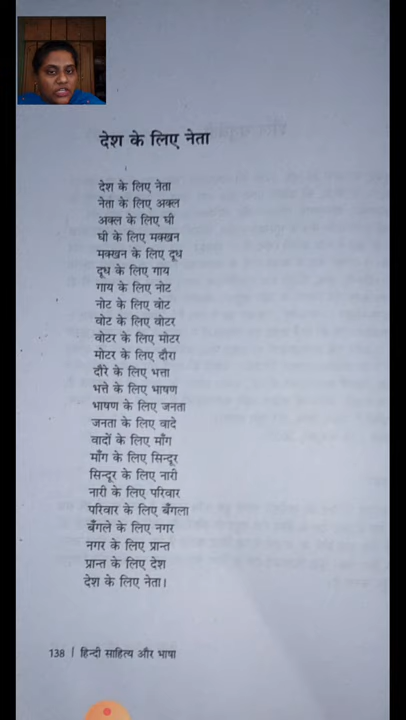 देश के लिए नेता
देश के लिए नेता
नेता के लिए अक्ल
अक्ल के लिए घी
घी के लिए मक्खन
मक्खन के लिए दूध
दूध के लिए गाय
गाय के लिए नोट
नोट के लिए वोट
वोट के लिए वोटर
वोटर के लिए मोटर
मोटर के लिए दौरा
दौरे के लिए भत्ता
भत्ते के लिए भाषण
भाषण के लिए जनता
जनता के लिए वादे
वादों के लिए माँग
माँग के लिए सिन्दूर
सिन्दूर के लिए नारी
नारी के लिए परिवार
परिवार के लिए बँगला
बँगले के लिए नगर
नगर के लिए प्रान्त
प्रान्त के लिए देश
देश के लिए नेता।
138 | हिन्दी साहित्य और भाषा